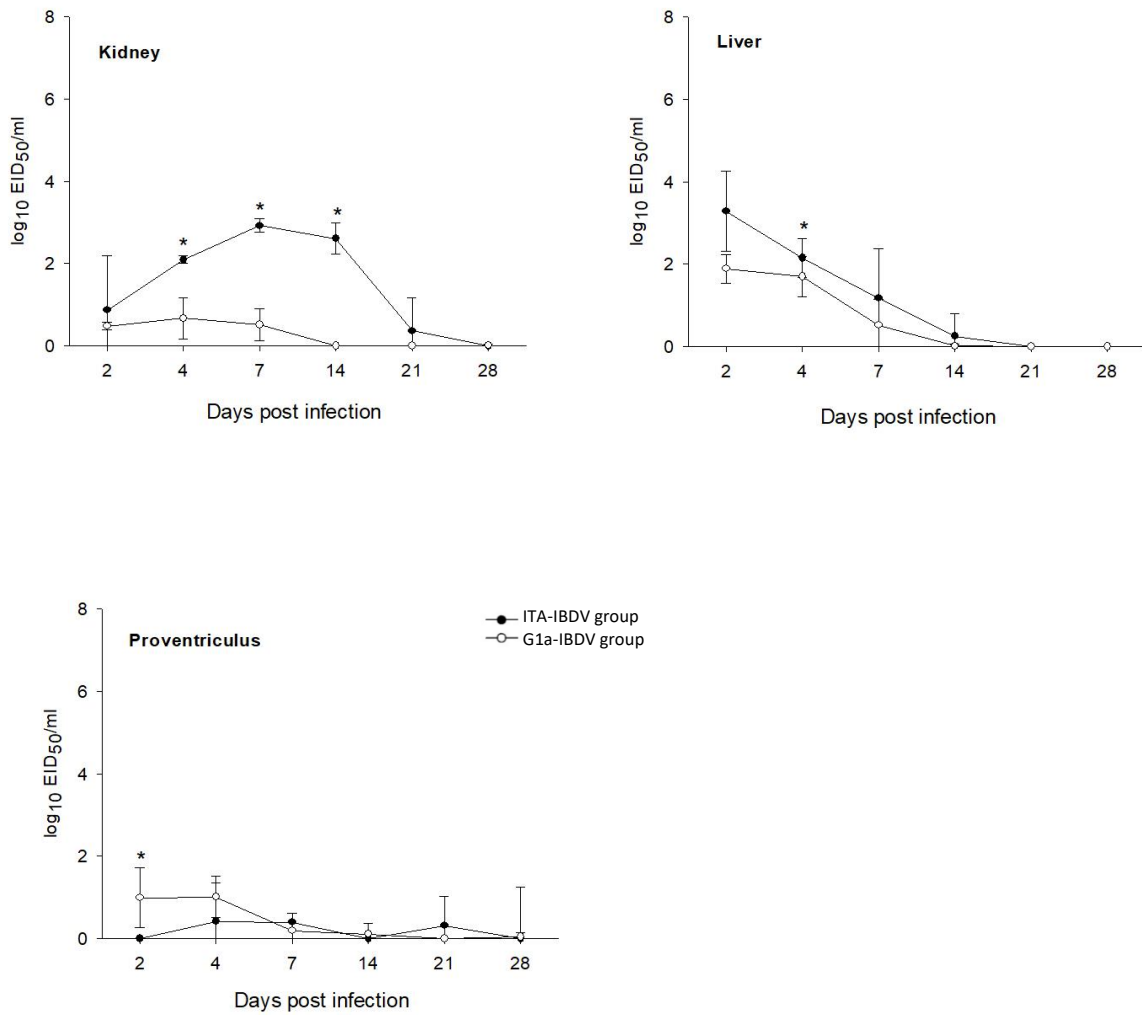 Kidney
log10 EID50/ml
8
6
4
2
0
*
*
*
2 4 7 14 21 28
Days post infection
Liver
log10 EID50/ml
8
6
4
2
0
*
2 4 7 14 21 28
Days post infection
Proventriculus
log10 EID50/ml
8
6
4
2
0
*
2 4 7 14 21 28
Days post infection
ITA-IBDV group
G1a-IBDV group